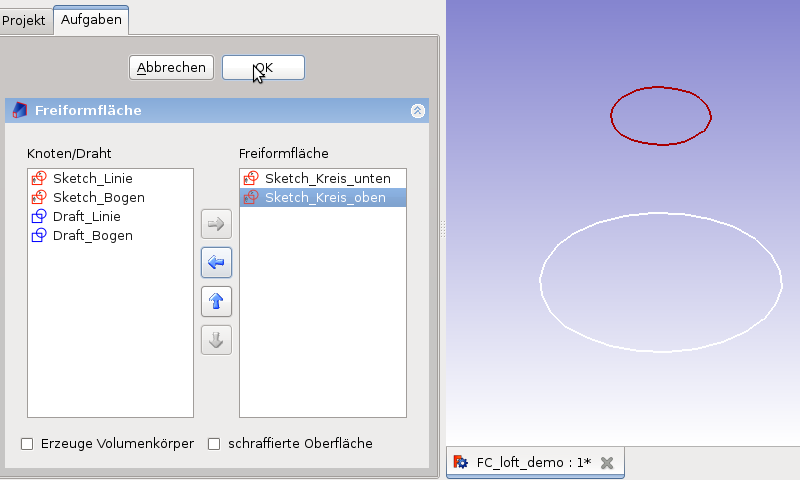 Projekt
Aufgaben
Abbrechen
OK
Freiformfläche
Knoten/Draht
Freiformfläche
Sketch_Linie
Sketch_Bogen
Draft_Linie
Draft_Bogen
Sketch_Kreis_unten
Sketch_Kreis_oben
Erzeuge Volumenkörper
schraffierte Oberfläche
FC_loft_demo : 1*